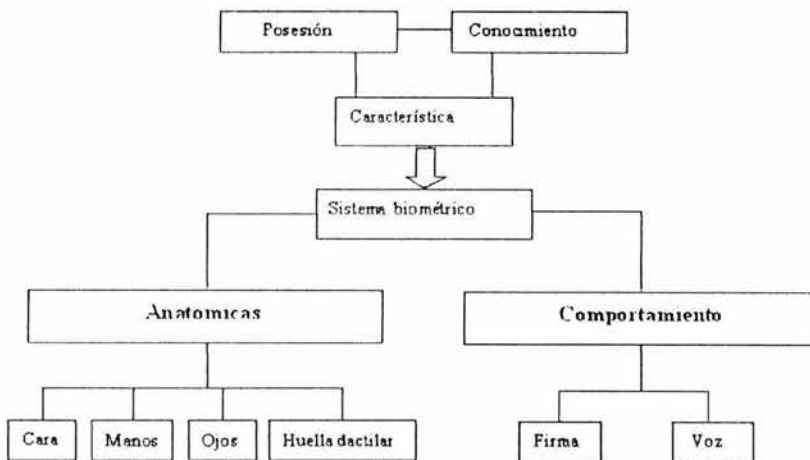 Posesión
Conocimiento
Característica
Sistema biométrico
Anatomicas
Comportamiento
Cara
Manos
Ojos
Huella dactilar
Firma
Voz